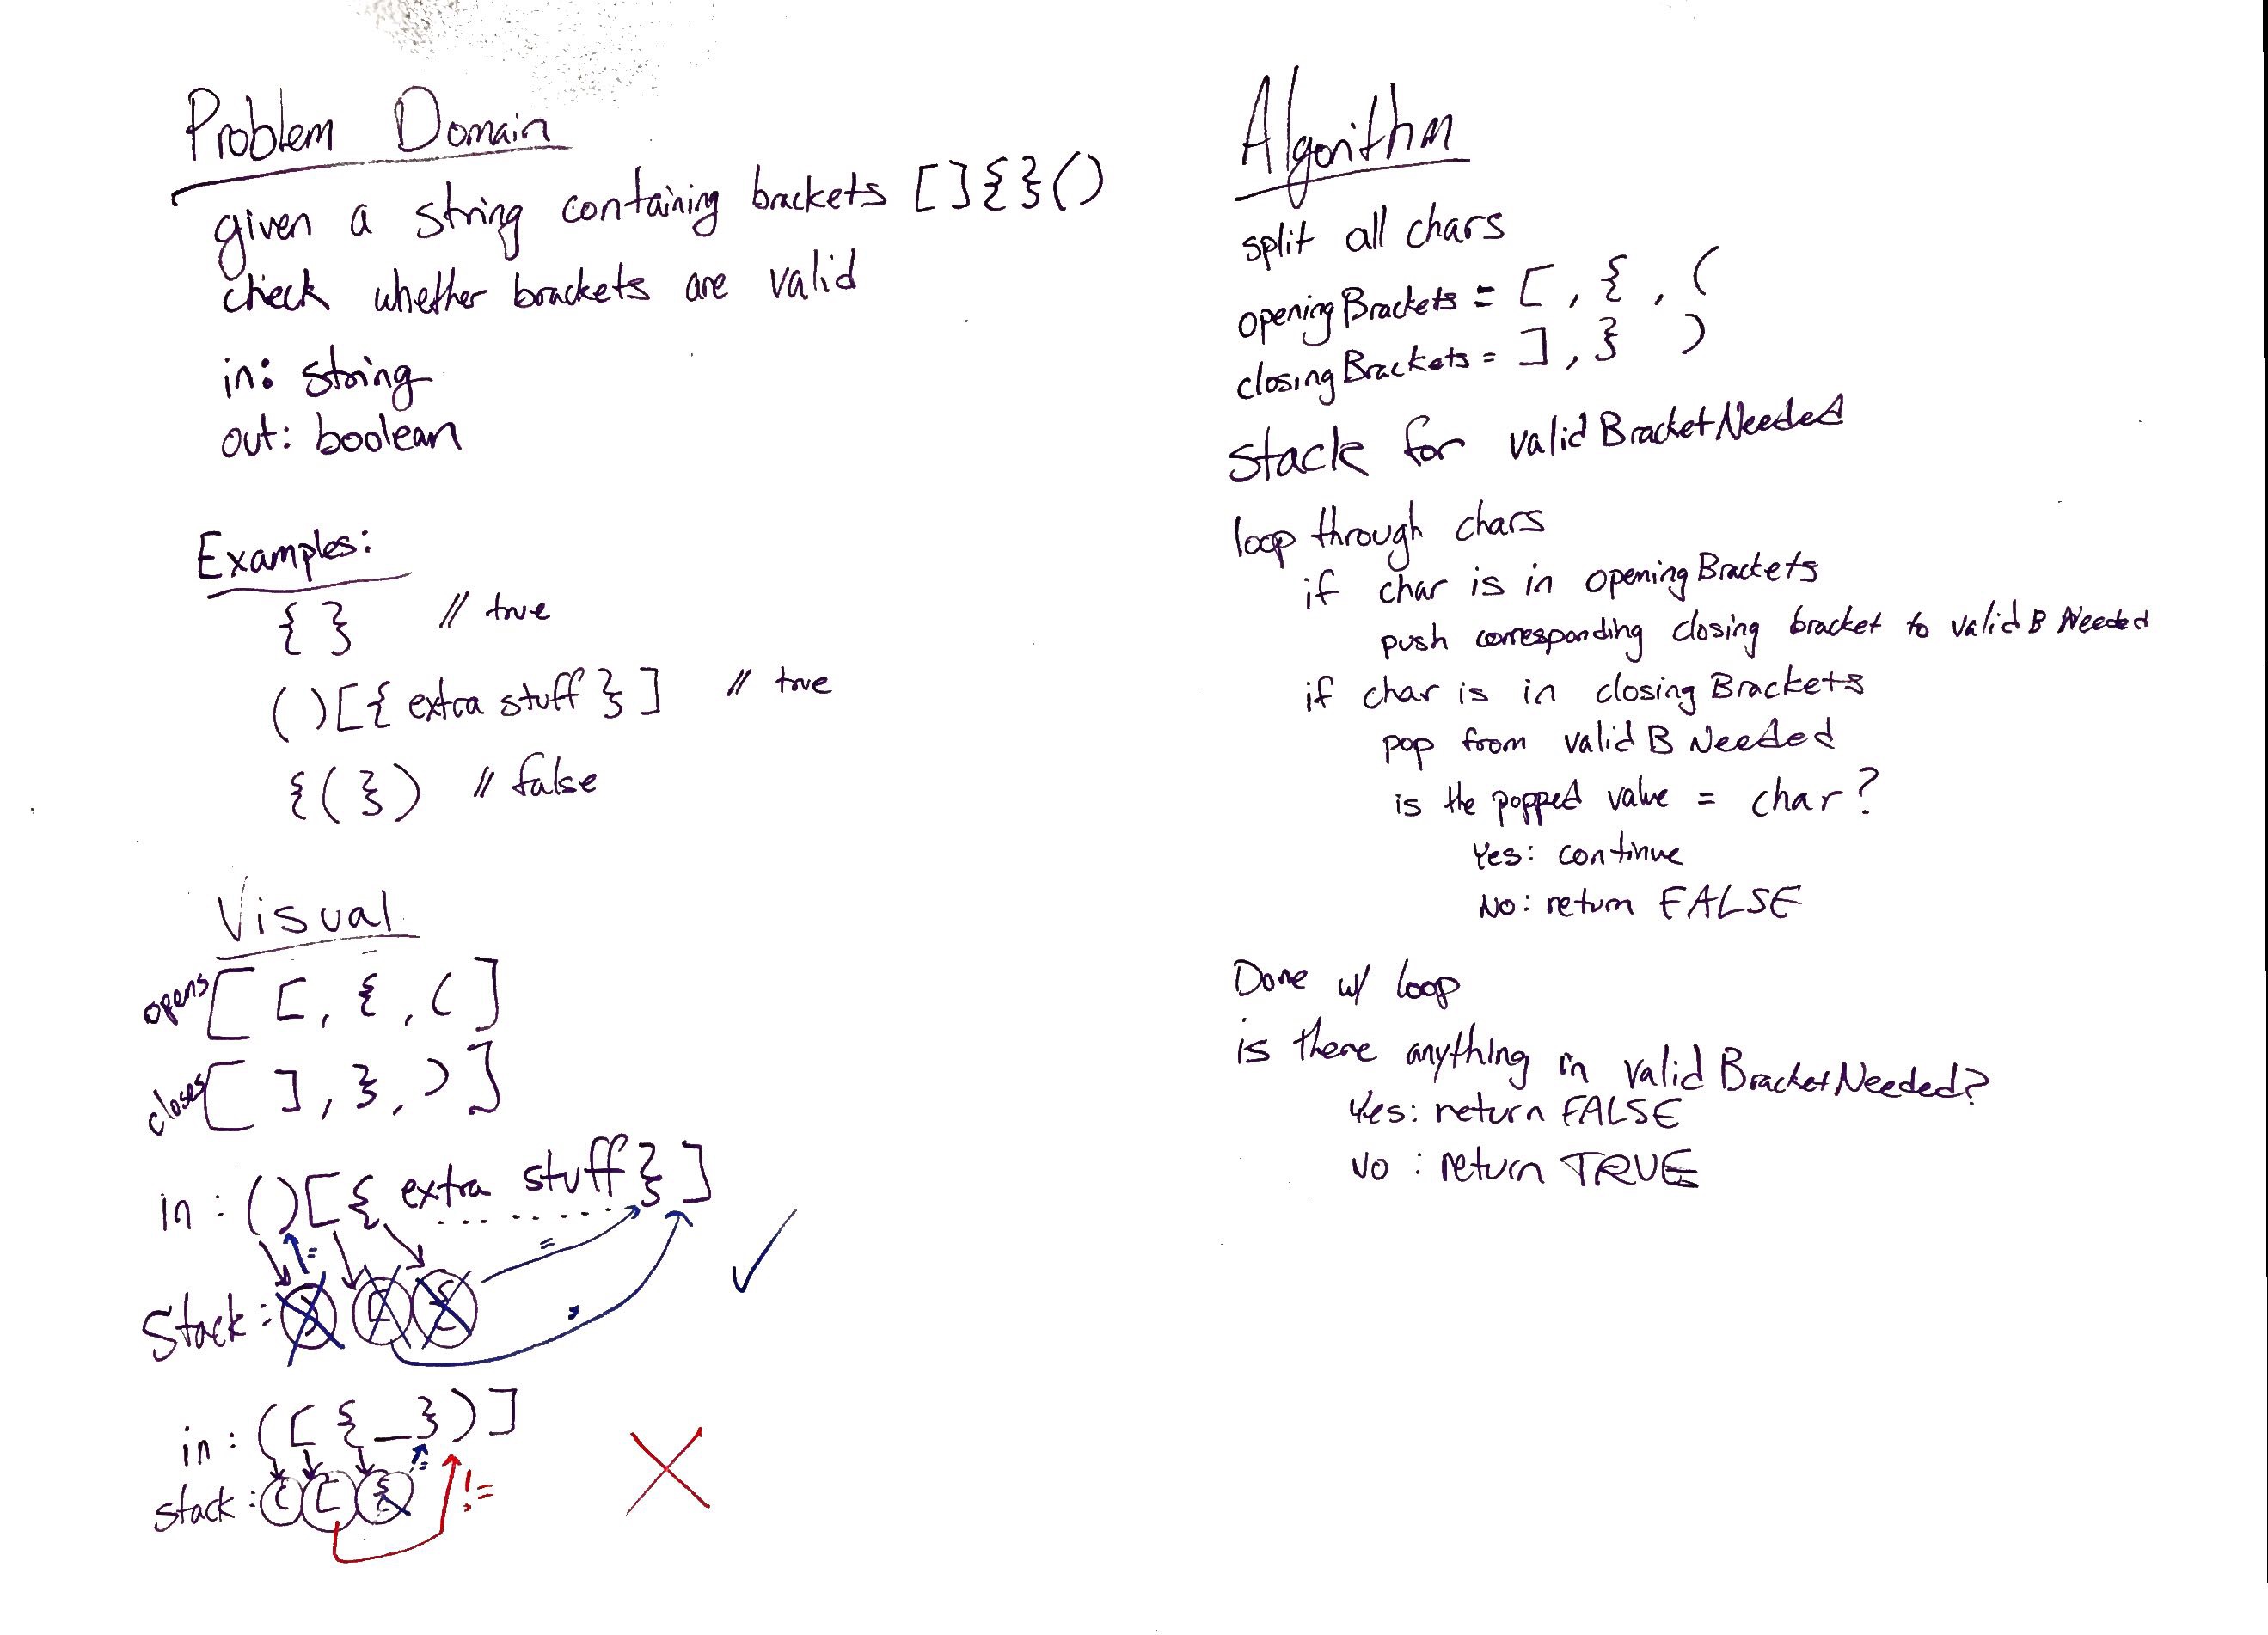 Problem Domain
given a string containing brackets []{}()
check whether brackets are valid
in: string
out: boolean
Examples:
{ } // true
()[{ extra stuff }] // true
{(}) // false
Visual
opens [ [, {, ( ]
closes [ ], }, ) ]
in: ()[{ extra stuff } ]
=
=
Stack:
in: ([{_})]
=
stack: ( [ {
!=
Algorithm
split all chars
openingBrackets = [ , { , (
closingBrackets = ] , } )
stack for validBracketNeeded
loop through chars
if char is in openingBrackets
push corresponding closing bracket to validBNeeded
if char is in closingBrackets
pop from validBNeeded
is the popped value = char?
Yes: continue
No: return FALSE
Done w/ loop
is there anything in validBracketNeeded?
Yes: return FALSE
No: return TRUE